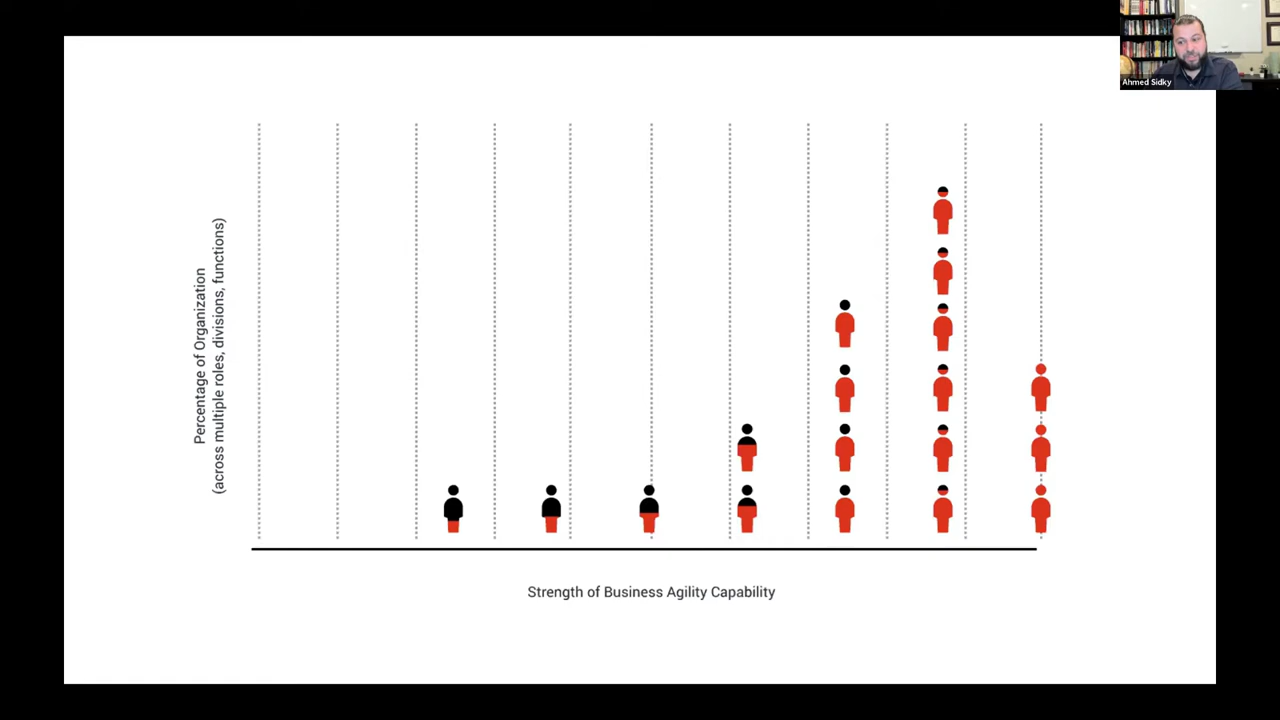 Ahmed Sidky
Percentage of Organization
(across multiple roles, divisions, functions)
Strength of Business Agility Capability